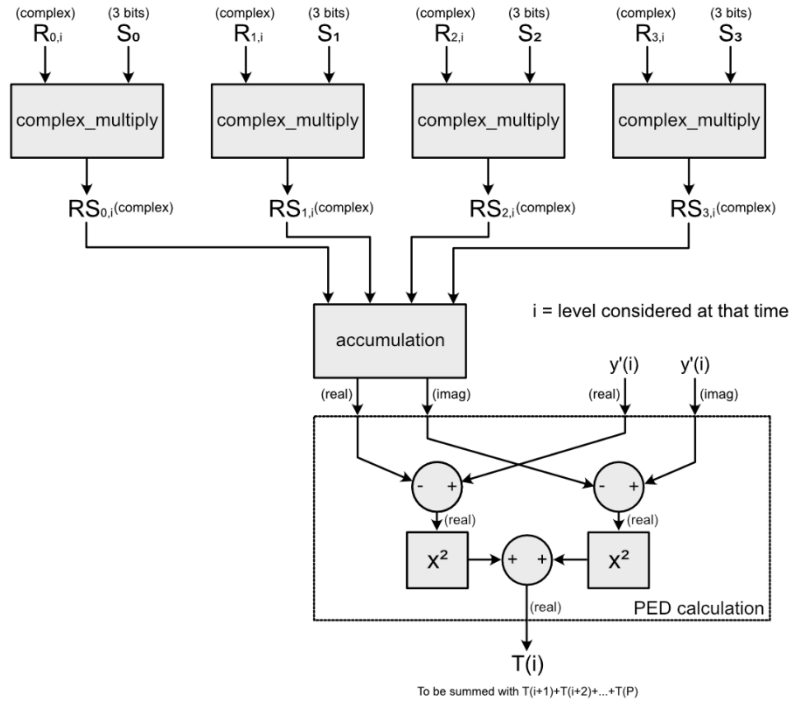 (complex) (3 bits) (complex) (3 bits) (complex) (3 bits) (complex) (3 bits)
R0,i S0 R1,i S1 R2,i S2 R3,i S3
complex_multiply complex_multiply complex_multiply complex_multiply
RS0,i(complex) RS1,i(complex) RS2,i(complex) RS3,i(complex)
i = level considered at that time
accumulation
y'(i) y'(i)
(real) (imag) (real) (imag)
- + - +
(real) (real)
x² + + x²
(real) PED calculation
T(i)
To be summed with T(i+1)+T(i+2)+...+T(P)